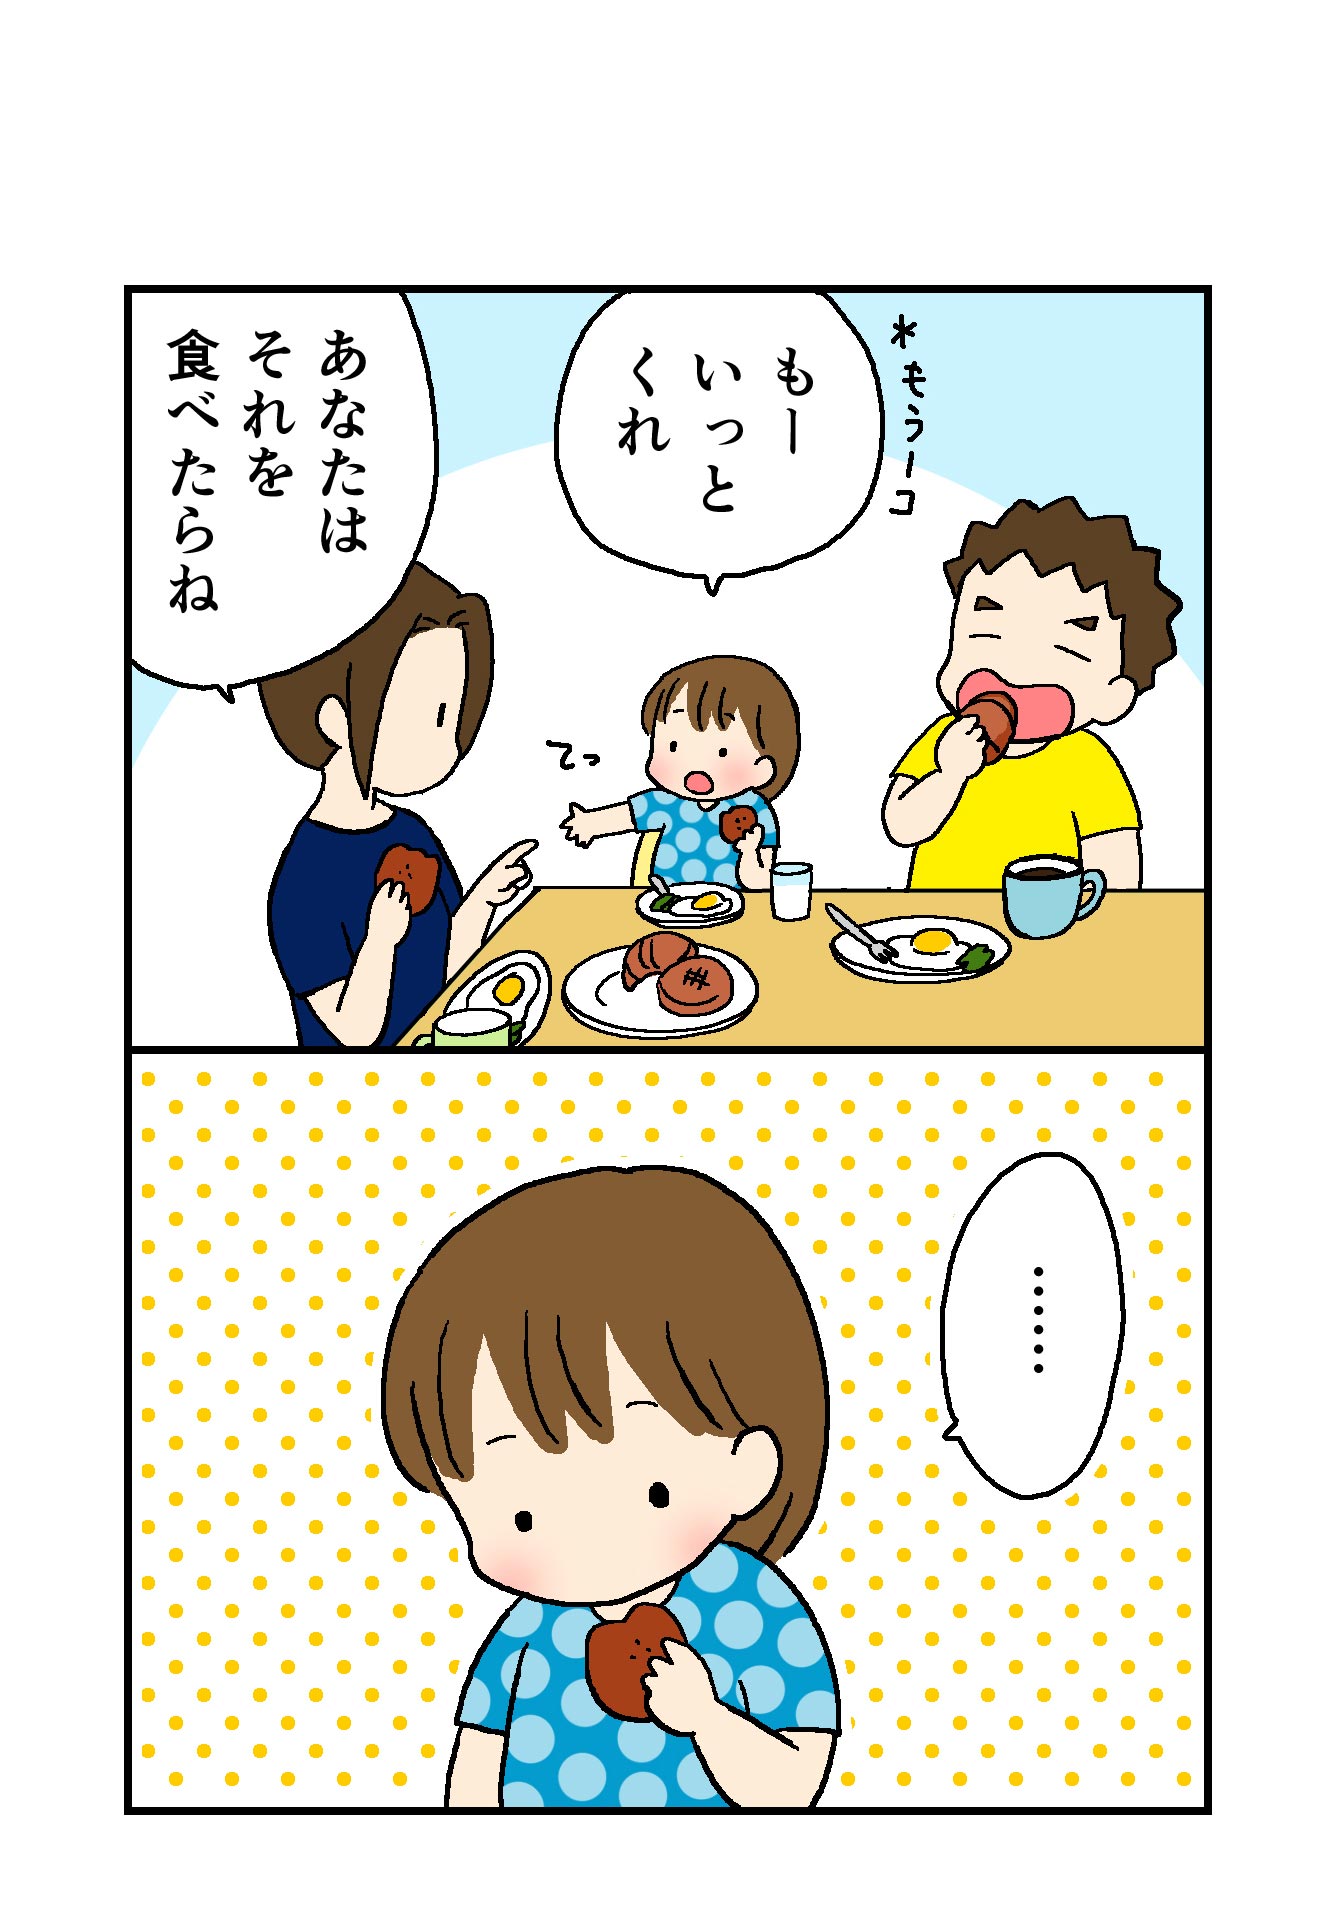 *もう一コ
もー
いっと
くれ
てっ
あなたは
それを
食べたらね
……